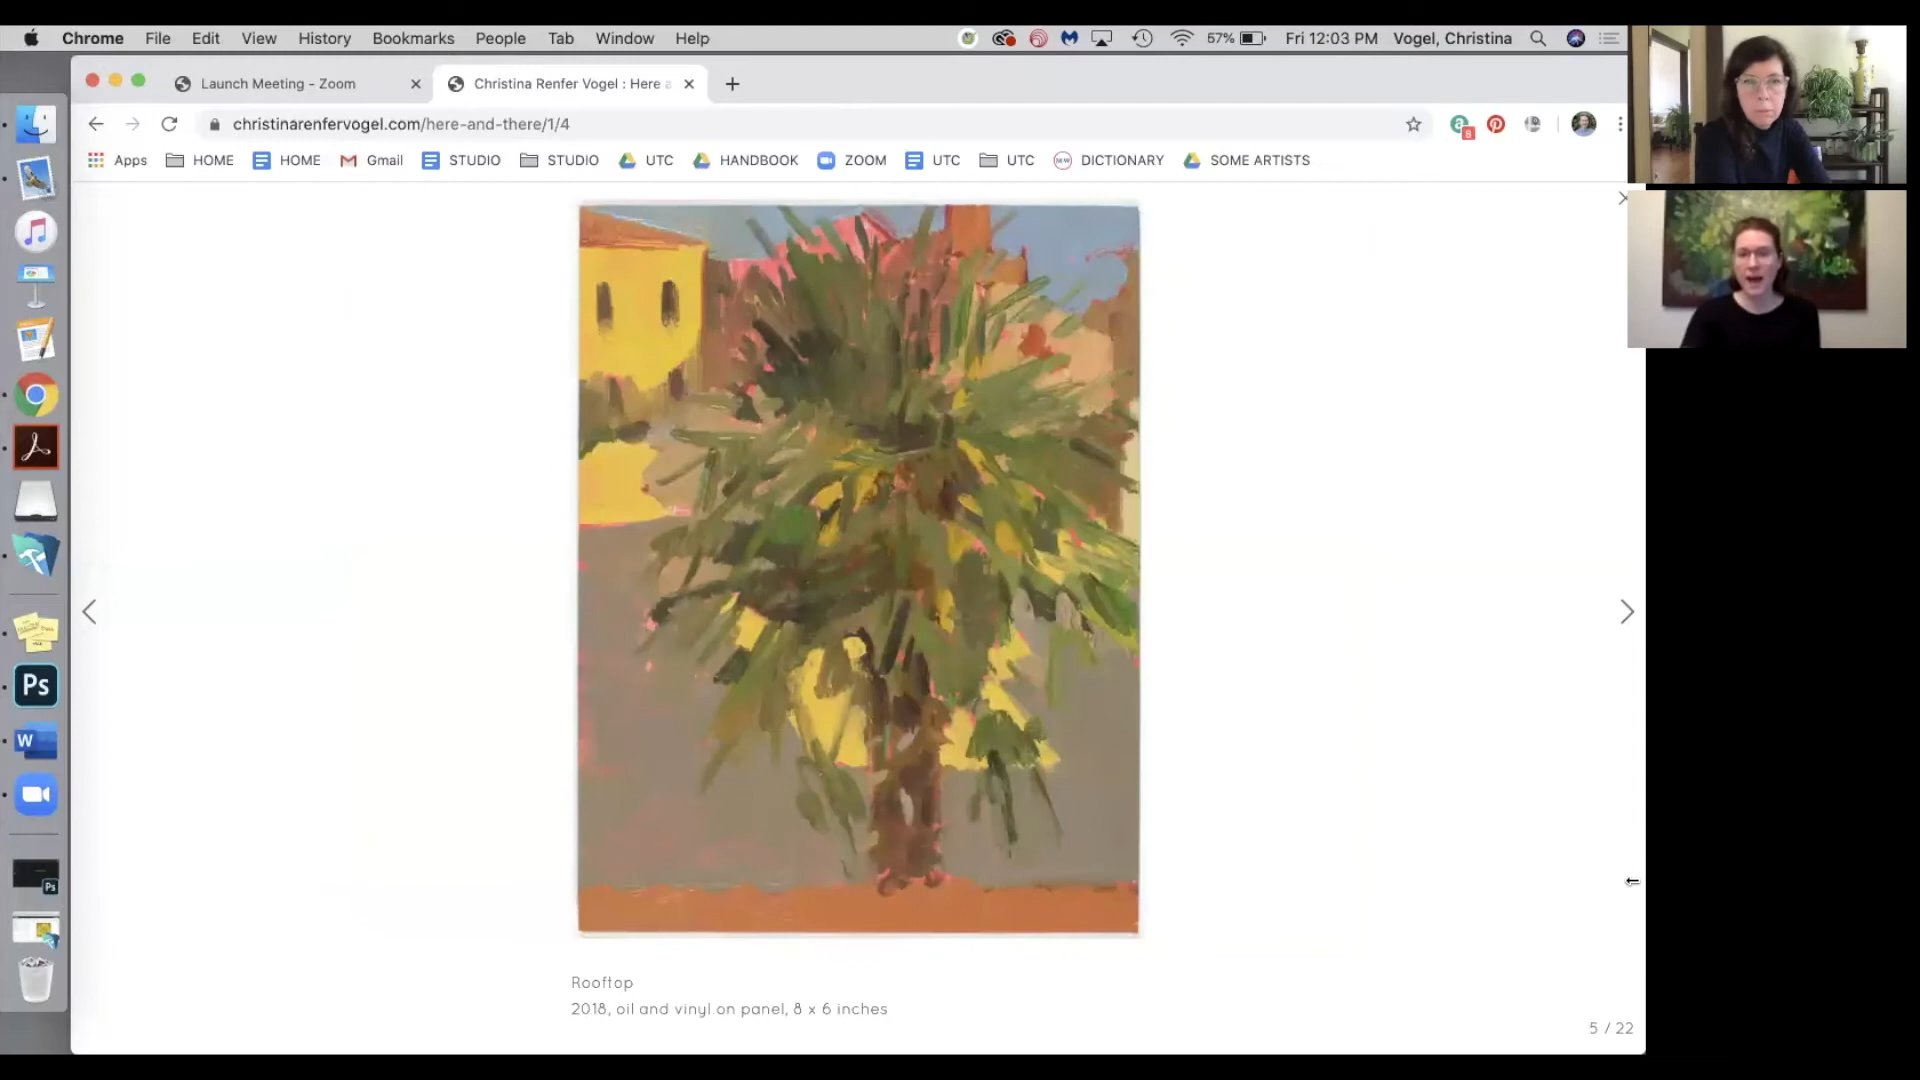 Chrome File Edit View History Bookmarks People Tab Window Help 57% Fri 12:03 PM Vogel, Christina
Launch Meeting - Zoom Christina Renfer Vogel : Here a
christinarenfervogel.com/here-and-there/1/4
8
Apps HOME HOME Gmail STUDIO STUDIO UTC HANDBOOK ZOOM UTC UTC DICTIONARY SOME ARTISTS
Ps
W
Ps
Rooftop
2018, oil and vinyl on panel, 8 x 6 inches
5 / 22